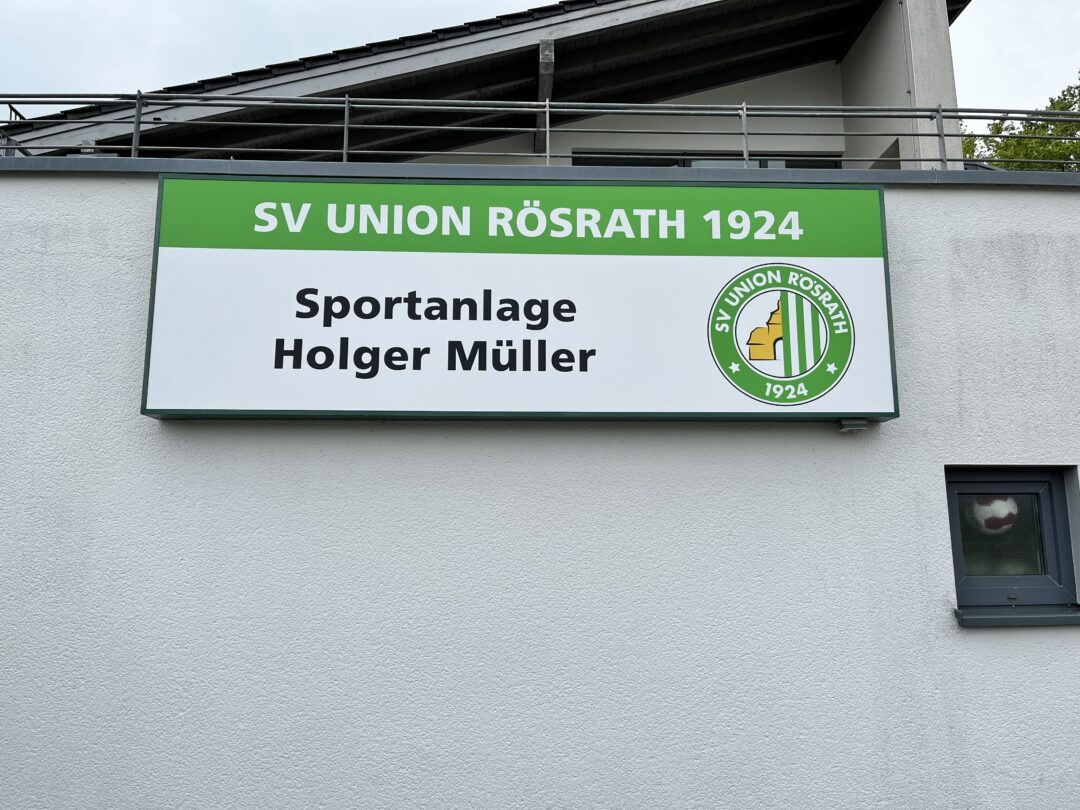 SV UNION RÖSRATH 1924
Sportanlage
Holger Müller
SV UNION RÖSRATH
1924